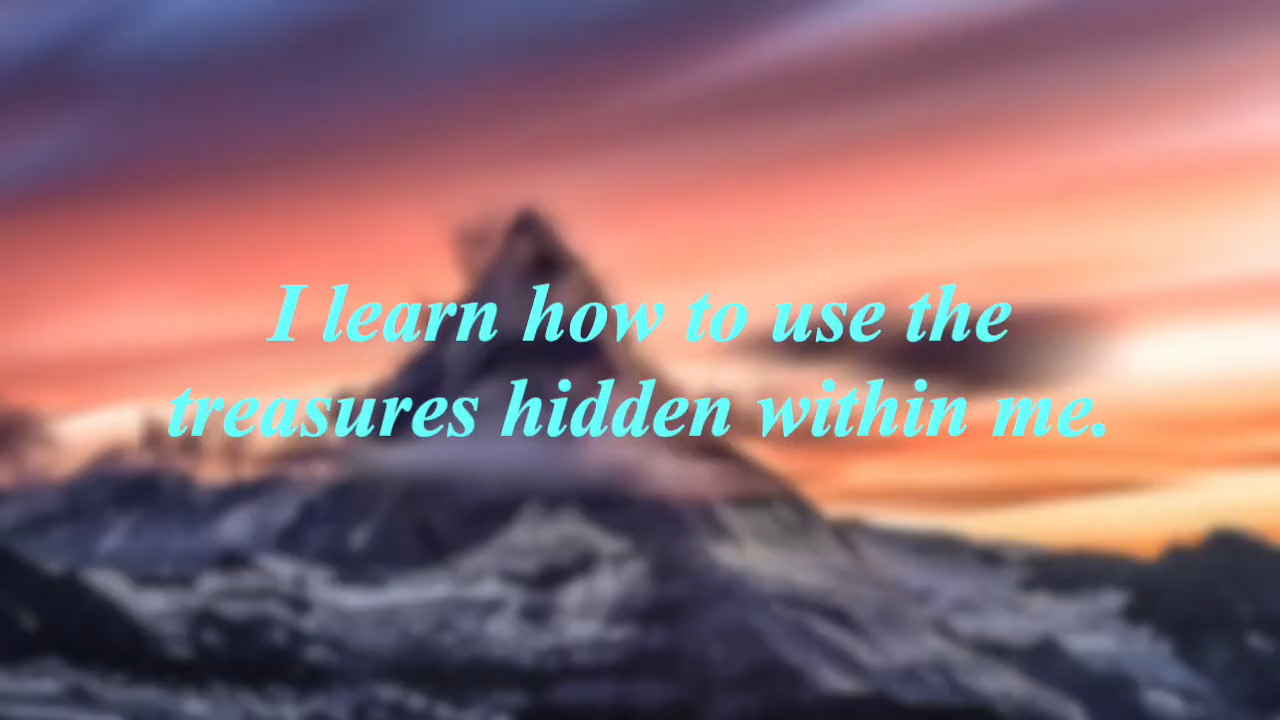 I learn how to use the
treasures hidden within me.